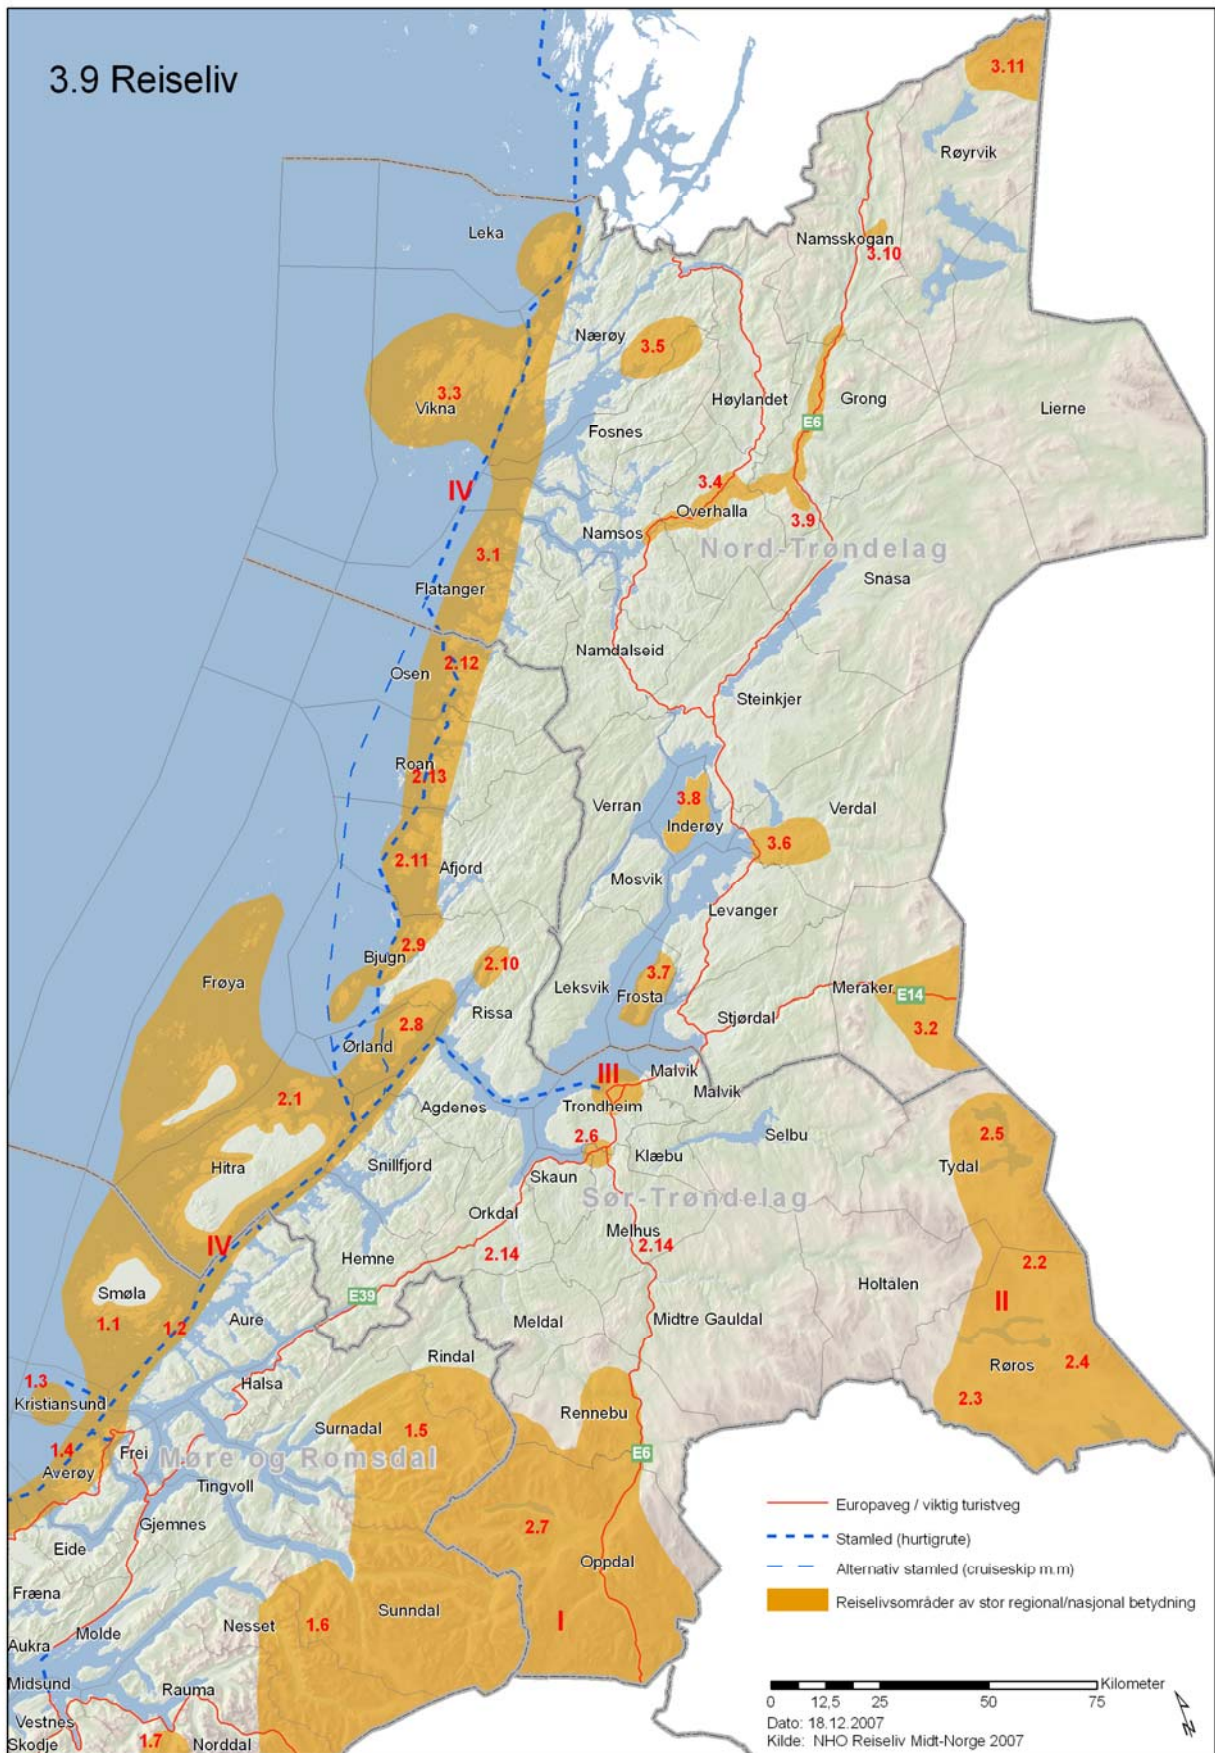 3.9 Reiseliv
3.11
Røyrvik
Leka
Namsskogan
3.10
Nærøy
3.5
3.3
Vikna
Høylandet
Grong
Lierne
E6
Fosnes
IV
3.4
Overhalla
3.9
Namsos
Nord-Trøndelag
3.1
Snåsa
Flatanger
Namdalseid
2.12
Osen
Steinkjer
Roan
2.13
Verran
3.8
Inderøy
Verdal
3.6
2.11
Afjord
Mosvik
Levanger
2.9
Bjugn
2.10
Frøya
3.7
Leksvik
Frosta
Meraker
E14
Rissa
Stjørdal
3.2
2.8
Ørland
III
Malvik
Malvik
2.1
Agdenes
Trondheim
2.6
Klæbu
Selbu
2.5
Tydal
Hitra
Snillfjord
Skaun
Sør-Trøndelag
Orkdal
Melhus
IV
Hemne
2.14
2.14
2.2
Smøla
E39
Holtalen
II
1.1
1.2
Aure
Meldal
Midtre Gauldal
Rindal
Røros
2.4
1.3
Kristiansund
Halsa
2.3
Rennebu
Surnadal
1.5
1.4
Averøy
Frei
Møre og Romsdal
E6
Tingvoll
Gjemnes
2.7
Eide
Oppdal
Fræna
Sunndal
Nesset
1.6
I
Molde
Aukra
Midsund
Rauma
Vestnes
Skodje
1.7
Norddal
Europaveg / viktig turistveg
Stamled (hurtigrute)
Alternativ stamled (cruiseskip m.m)
Reiselivsområder av stor regional/nasjonal betydning
Kilometer
0 12,5 25 50 75
Dato: 18.12.2007
Kilde: NHO Reiseliv Midt-Norge 2007
N